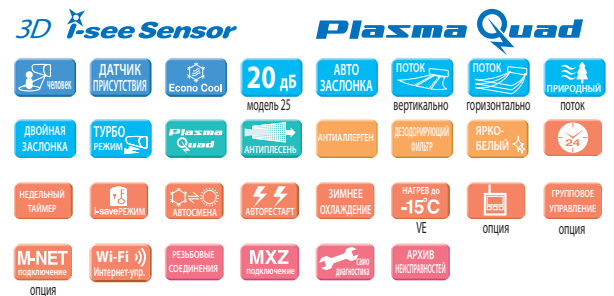 3D i-see Sensor
Plasma Quad
человек
ДАТЧИК
ПРИСУТСТВИЯ
Econo Cool
20 дБ
модель 25
АВТО
ЗАСЛОНКА
ПОТОК
вертикально
ПОТОК
горизонтально
ПРИРОДНЫЙ
поток
ДВОЙНАЯ
ЗАСЛОНКА
ТУРБО
РЕЖИМ
Plasma
Quad
АНТИПЛЕСЕНЬ
АНТИАЛЛЕРГЕН
ДЕЗОДОРИРУЮЩИЙ
ФИЛЬТР
ЯРКО-
БЕЛЫЙ
24
НЕДЕЛЬНЫЙ
ТАЙМЕР
i-saveРЕЖИМ
АВТОСМЕНА
АВТОРЕСТАРТ
ЗИМНЕЕ
ОХЛАЖДЕНИЕ
НАГРЕВ до
-15°C
VE
опция
ГРУППОВОЕ
УПРАВЛЕНИЕ
опция
M-NET
подключение
опция
Wi-Fi
Интернет-упр.
РЕЗЬБОВЫЕ
СОЕДИНЕНИЯ
MXZ
подключение
само
диагностика
АРХИВ
НЕИСПРАВНОСТЕЙ